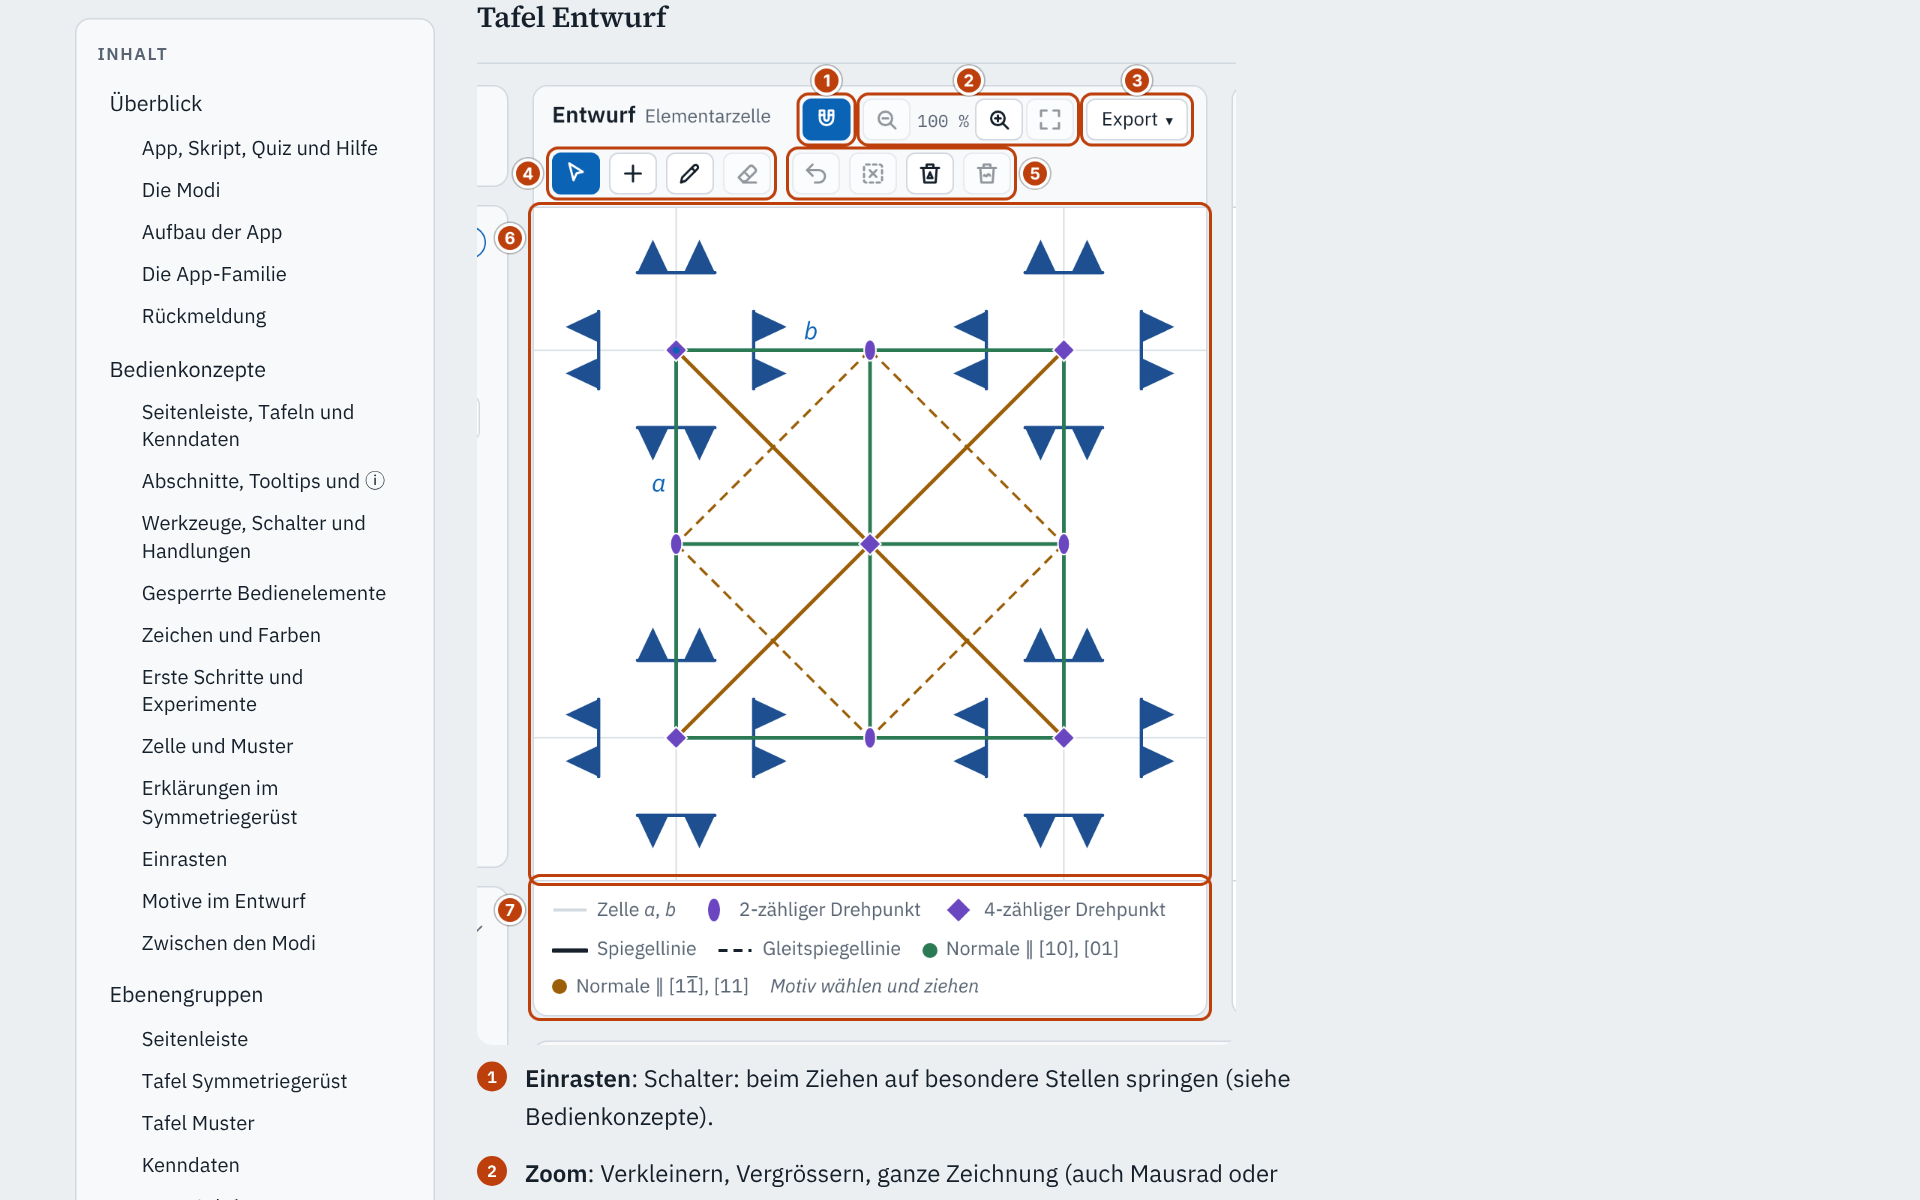 INHALT
Überblick
App, Skript, Quiz und Hilfe
Die Modi
Aufbau der App
Die App-Familie
Rückmeldung
Bedienkonzepte
Seitenleiste, Tafeln und
Kenndaten
Abschnitte, Tooltips und ⓘ
Werkzeuge, Schalter und
Handlungen
Gesperrte Bedienelemente
Zeichen und Farben
Erste Schritte und
Experimente
Zelle und Muster
Erklärungen im
Symmetriegerüst
Einrasten
Motive im Entwurf
Zwischen den Modi
Ebenengruppen
Seitenleiste
Tafel Symmetriegerüst
Tafel Muster
Kenndaten
Tafel Entwurf
1 2 3
Entwurf Elementarzelle 100 % Export ▾
4 5
6
b
a
7 Zelle a, b 2-zähliger Drehpunkt 4-zähliger Drehpunkt
Spiegellinie Gleitspiegellinie Normale ∥ [10], [01]
Normale ∥ [11̅], [11] Motiv wählen und ziehen
1 Einrasten: Schalter: beim Ziehen auf besondere Stellen springen (siehe
Bedienkonzepte).
2 Zoom: Verkleinern, Vergrössern, ganze Zeichnung (auch Mausrad oder